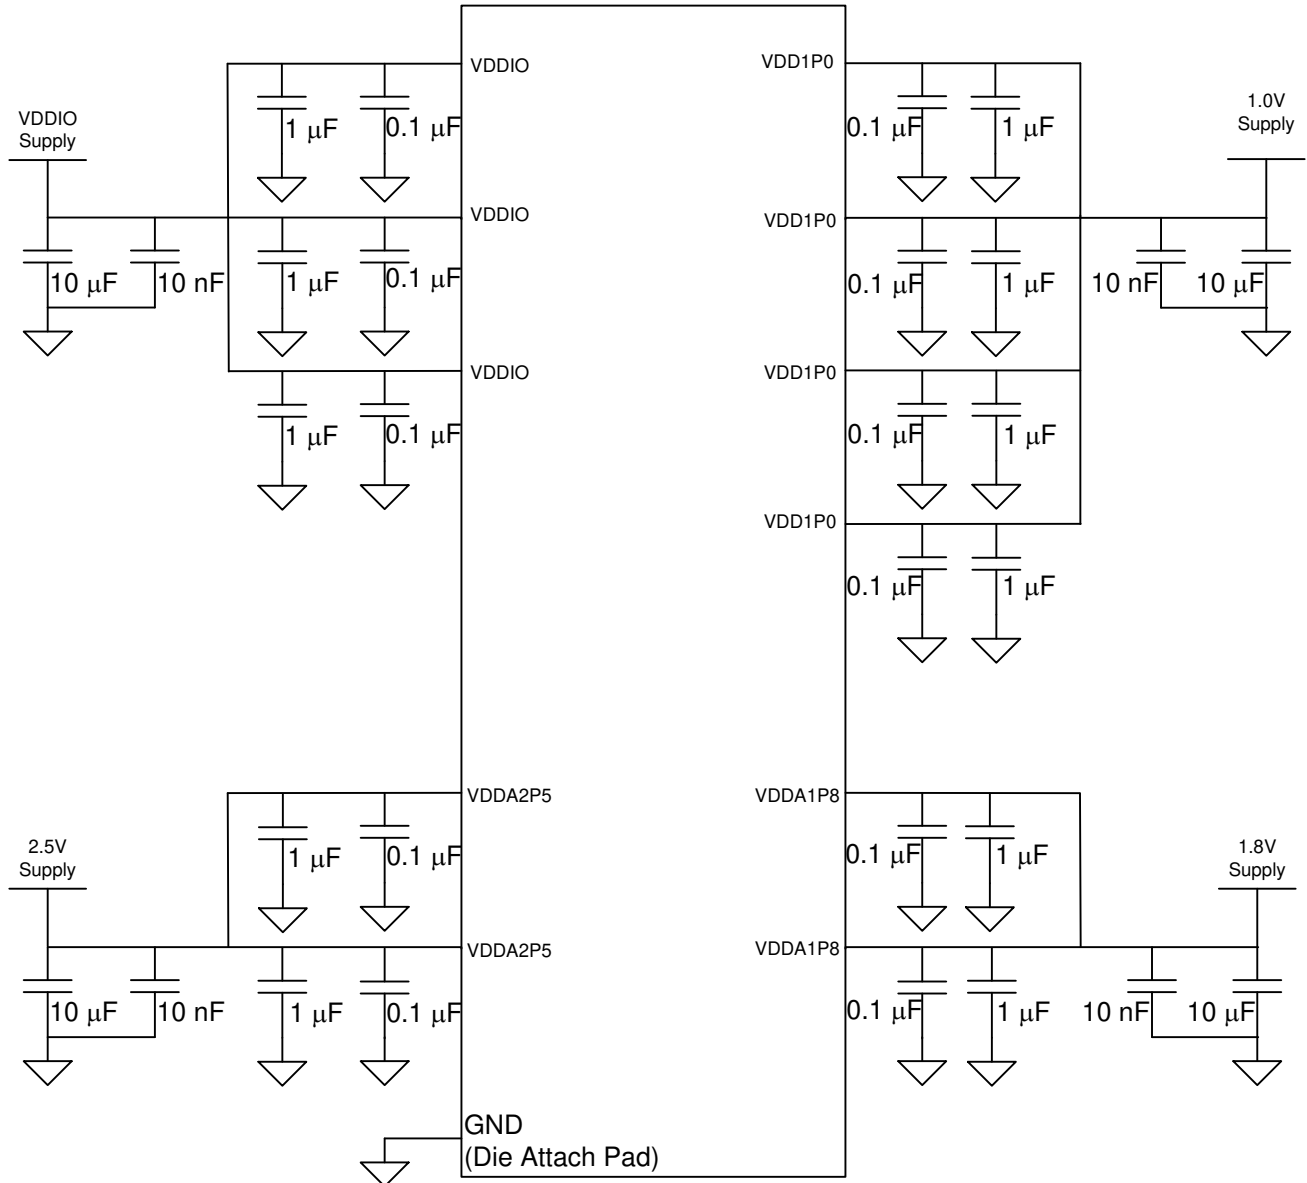 VDDIO
VDD1P0
1 µF
0.1 µF
0.1 µF
1 µF
VDDIO
Supply
1.0V
Supply
VDDIO
VDD1P0
10 µF
10 nF
1 µF
0.1 µF
0.1 µF
1 µF
10 nF
10 µF
VDDIO
VDD1P0
1 µF
0.1 µF
0.1 µF
1 µF
VDD1P0
0.1 µF
1 µF
VDDA2P5
VDDA1P8
1 µF
0.1 µF
0.1 µF
1 µF
2.5V
Supply
1.8V
Supply
VDDA2P5
VDDA1P8
10 µF
10 nF
1 µF
0.1 µF
0.1 µF
1 µF
10 nF
10 µF
GND
(Die Attach Pad)